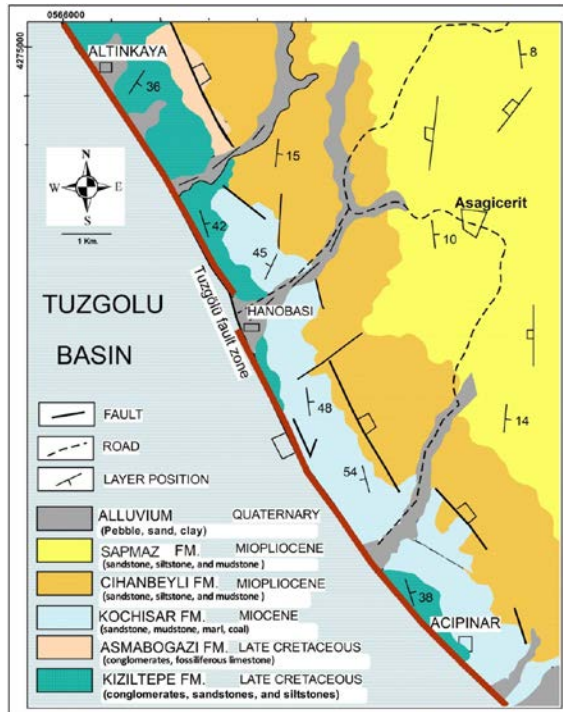 0566000
4275000
ALTINKAYA
36
8
15
N
W E
S
1 Km.
42
45
Asagicerit
10
HANOBASI
Tuzgölü fault zone
TUZGOLU
BASIN
48
14
54
38
ACIPINAR
FAULT
ROAD
LAYER POSITION
ALLUVIUM QUATERNARY
(Pebble, sand, clay)
SAPMAZ FM. MIOPLIOCENE
(sandstone, siltstone, and mudstone)
CIHANBEYLI FM. MIOPLIOCENE
(sandstone, siltstone, and mudstone)
KOCHISAR FM. MIOCENE
(sandstone, mudstone, marl, coal)
ASMABOGAZI FM. LATE CRETACEOUS
(conglomerates, fossiliferous limestone)
KIZILTEPE FM. LATE CRETACEOUS
(conglomerates, sandstones, and siltstones)